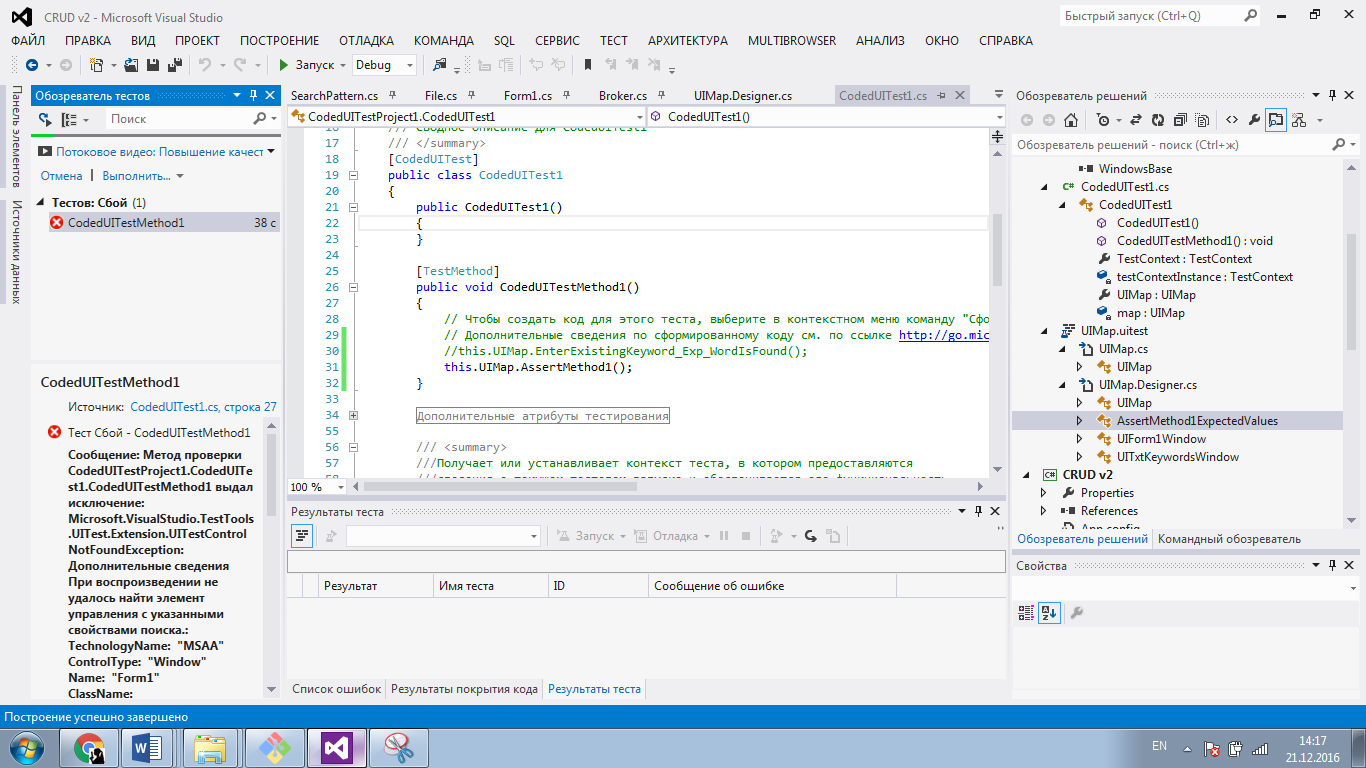 CRUD v2 - Microsoft Visual Studio
Быстрый запуск (Ctrl+Q)
ФАЙЛ ПРАВКА ВИД ПРОЕКТ ПОСТРОЕНИЕ ОТЛАДКА КОМАНДА SQL СЕРВИС ТЕСТ АРХИТЕКТУРА MULTIBROWSER АНАЛИЗ ОКНО СПРАВКА
Запуск Debug
Панель элементов
Источники данных
Обозреватель тестов
Поиск
Потоковое видео: Повышение качест
Отмена | Выполнить...
Тестов: Сбой (1)
CodedUITestMethod1 38 с
CodedUITestMethod1
Источник: CodedUITest1.cs, строка 27
Тест Сбой - CodedUITestMethod1
Сообщение: Метод проверки
CodedUITestProject1.CodedUITe
st1.CodedUITestMethod1 выдал
исключение:
Microsoft.VisualStudio.TestTools
.UITest.Extension.UITestControl
NotFoundException:
Дополнительные сведения
При воспроизведении не
удалось найти элемент
управления с указанными
свойствами поиска.:
TechnologyName: "MSAA"
ControlType: "Window"
Name: "Form1"
ClassName:
SearchPattern.cs File.cs Form1.cs Broker.cs UIMap.Designer.cs CodedUITest1.cs
CodedUITestProject1.CodedUITest1 CodedUITest1()
16 /// Сводное описание для CodedUITest1
17 /// </summary>
18 [CodedUITest]
19 public class CodedUITest1
20 {
21 public CodedUITest1()
22 {
23 }
24
25 [TestMethod]
26 public void CodedUITestMethod1()
27 {
28 // Чтобы создать код для этого теста, выберите в контекстном меню команду "Сфо
29 // Дополнительные сведения по сформированному коду см. по ссылке http://go.mic
30 //this.UIMap.EnterExistingKeyword_Exp_WordIsFound();
31 this.UIMap.AssertMethod1();
32 }
33
34 Дополнительные атрибуты тестирования
55
56 /// <summary>
57 ///Получает или устанавливает контекст теста, в котором предоставляются
100 %
Результаты теста
Запуск Отладка
Результат Имя теста ID Сообщение об ошибке
Список ошибок Результаты покрытия кода Результаты теста
Обозреватель решений
Обозреватель решений - поиск (Ctrl+ж)
WindowsBase
CodedUITest1.cs
CodedUITest1
CodedUITest1()
CodedUITestMethod1() : void
TestContext : TestContext
testContextInstance : TestContext
UIMap : UIMap
map : UIMap
UIMap.uitest
UIMap.cs
UIMap
UIMap.Designer.cs
UIMap
AssertMethod1ExpectedValues
UIForm1Window
UITxtKeywordsWindow
CRUD v2
Properties
References
App.config
Обозреватель решений Командный обозреватель
Свойства
Построение успешно завершено
EN
14:17
21.12.2016